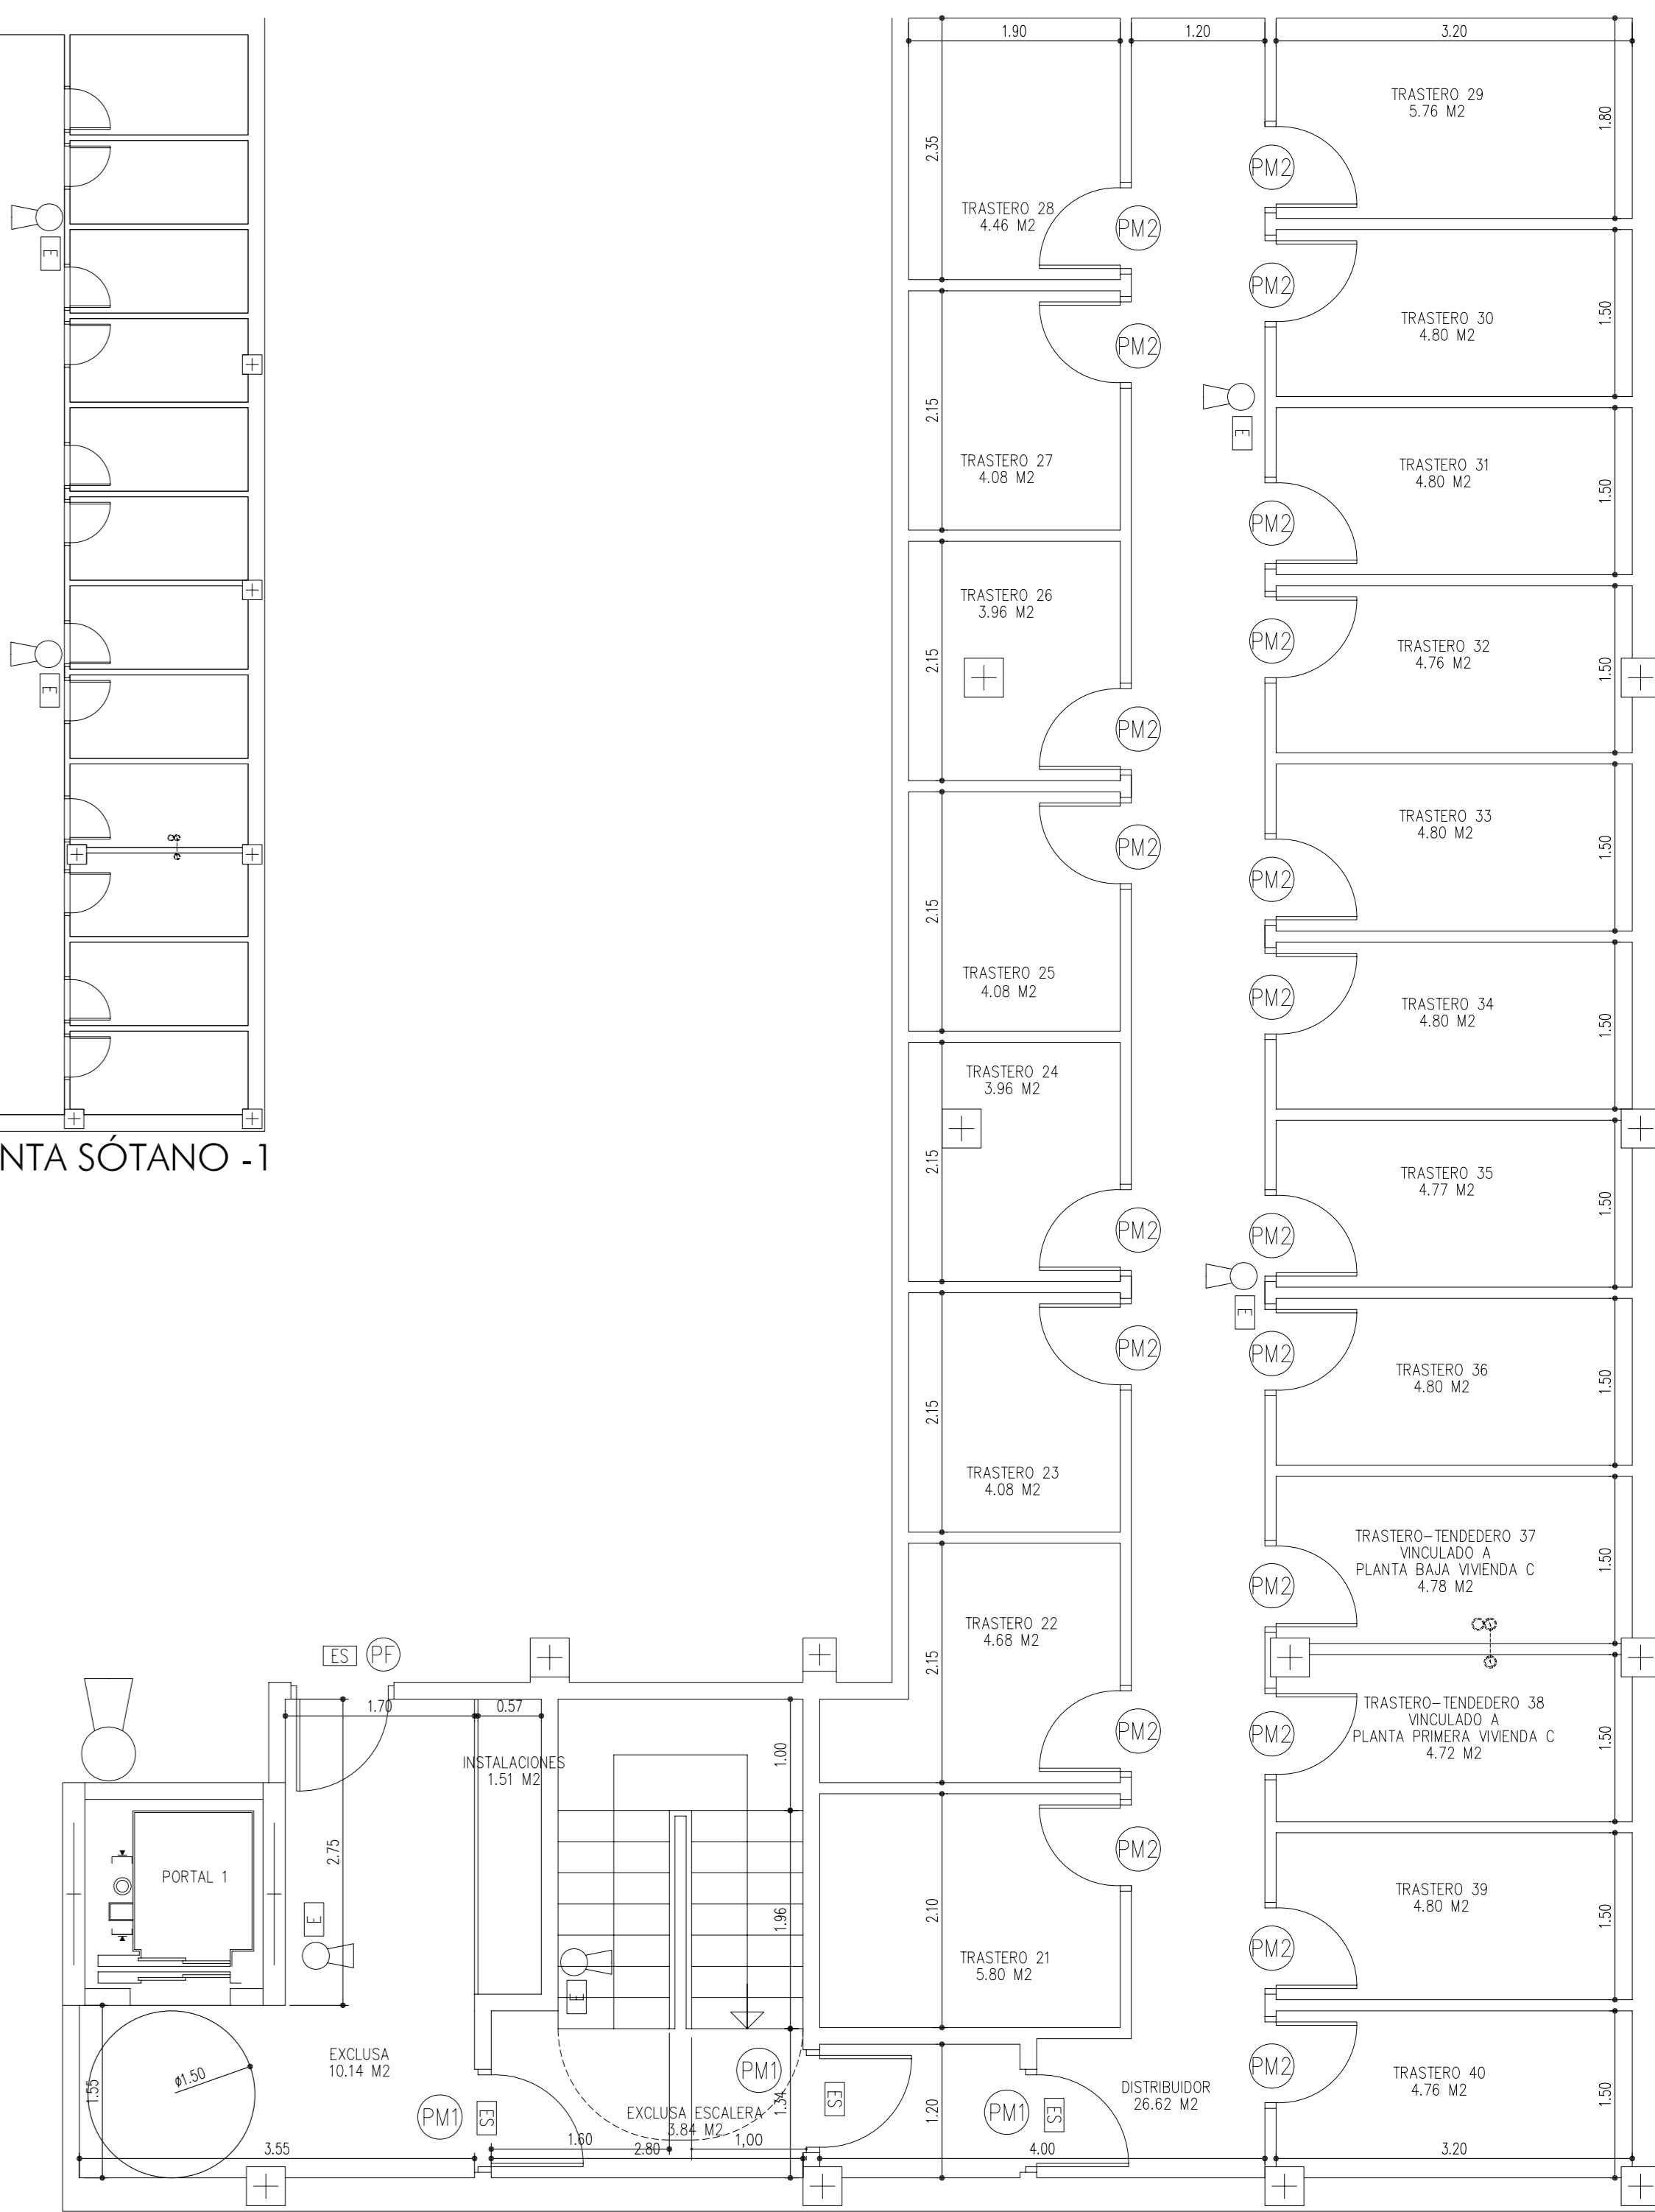 1.90
1.20
3.20
TRASTERO 29
5.76 M2
1.80
2.35
PM2
TRASTERO 28
4.46 M2
PM2
E
PM2
TRASTERO 30
4.80 M2
1.50
PM2
2.15
E
TRASTERO 27
4.08 M2
TRASTERO 31
4.80 M2
1.50
PM2
TRASTERO 26
3.96 M2
2.15
PM2
TRASTERO 32
4.76 M2
1.50
E
PM2
TRASTERO 33
4.80 M2
1.50
PM2
PM2
2.15
TRASTERO 25
4.08 M2
PM2
TRASTERO 34
4.80 M2
1.50
TRASTERO 24
3.96 M2
2.15
NTA SÓTANO -1
TRASTERO 35
4.77 M2
1.50
PM2
PM2
E
PM2
PM2
TRASTERO 36
4.80 M2
1.50
2.15
TRASTERO 23
4.08 M2
TRASTERO-TENDEDERO 37
VINCULADO A
PLANTA BAJA VIVIENDA C
4.78 M2
1.50
PM2
TRASTERO 22
4.68 M2
2.15
ES
PF
TRASTERO-TENDEDERO 38
VINCULADO A
PLANTA PRIMERA VIVIENDA C
4.72 M2
1.50
PM2
PM2
1.70
0.57
INSTALACIONES
1.51 M2
1.00
PM2
2.75
PORTAL 1
1.96
2.10
TRASTERO 39
4.80 M2
1.50
E
PM2
TRASTERO 21
5.80 M2
E
EXCLUSA
10.14 M2
ø1.50
1.55
PM1
PM2
TRASTERO 40
4.76 M2
1.50
DISTRIBUIDOR
26.62 M2
PM1
ES
EXCLUSA ESCALERA
3.84 M2
1.34
ES
1.20
PM1
ES
3.55
1.60
2.80
1,00
4.00
3.20